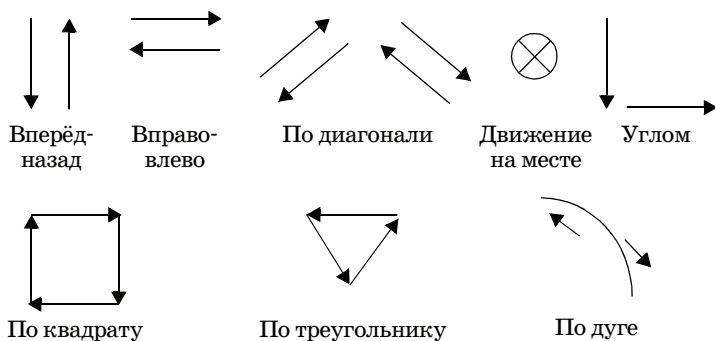 Вперёд-
назад
Вправо-
влево
По диагонали
Движение
на месте
Углом
По квадрату
По треугольнику
По дуге